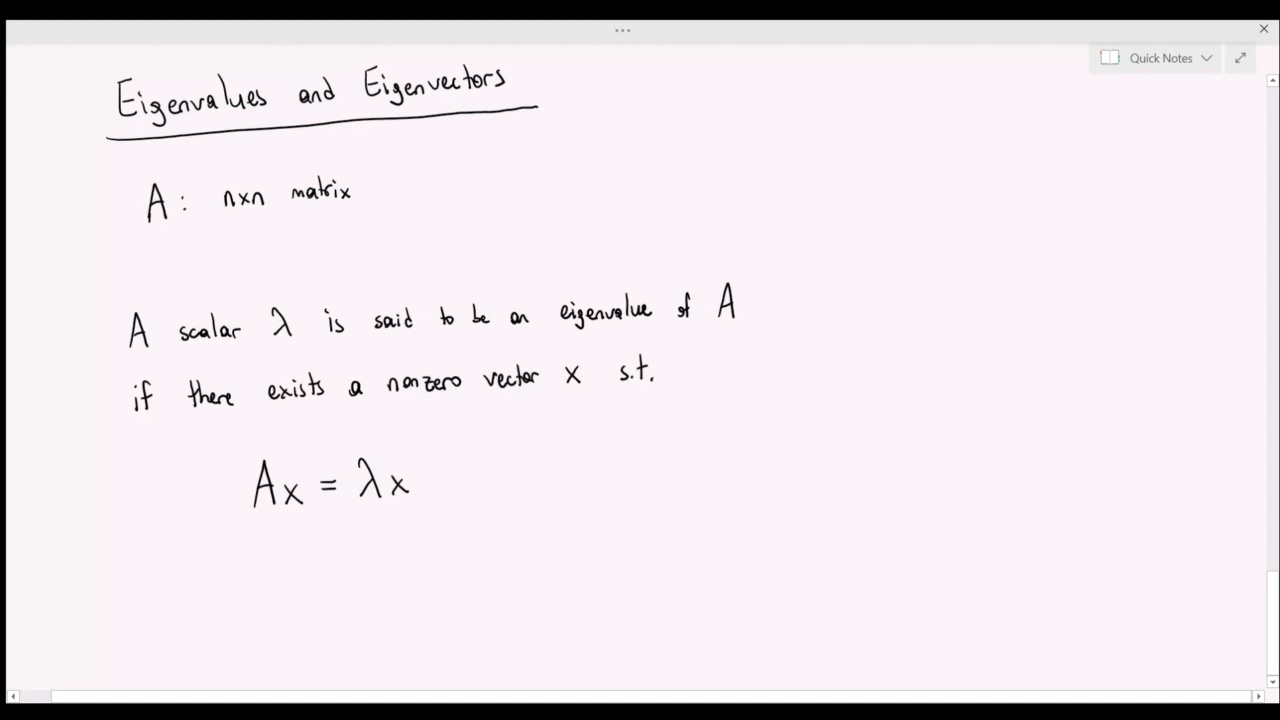 Quick Notes
Eigenvalues and Eigenvectors
A: nxn matrix
A scalar λ is said to be an eigenvalue of A
if there exists a nonzero vector x s.t.
Ax = λx